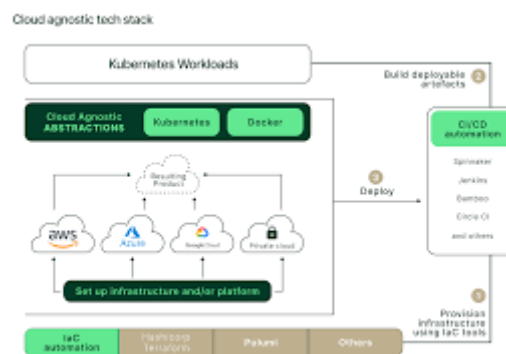 Cloud agnostic tech stack
Kubernetes Workloads
Build deployable
artefacts
2
Cloud Agnostic
ABSTRACTIONS
Kubernetes
Docker
CI/CD
automation
Spinnaker
Jenkins
Bamboo
Circle CI
and others
Resulting
Product
3
Deploy
aws
Azure
Google Cloud
Private cloud
Set up infrastructure and/or platform
1
Provision
infrastructure
using IaC tools
IaC
automation
Hashicorp
Terraform
Pulumi
Others